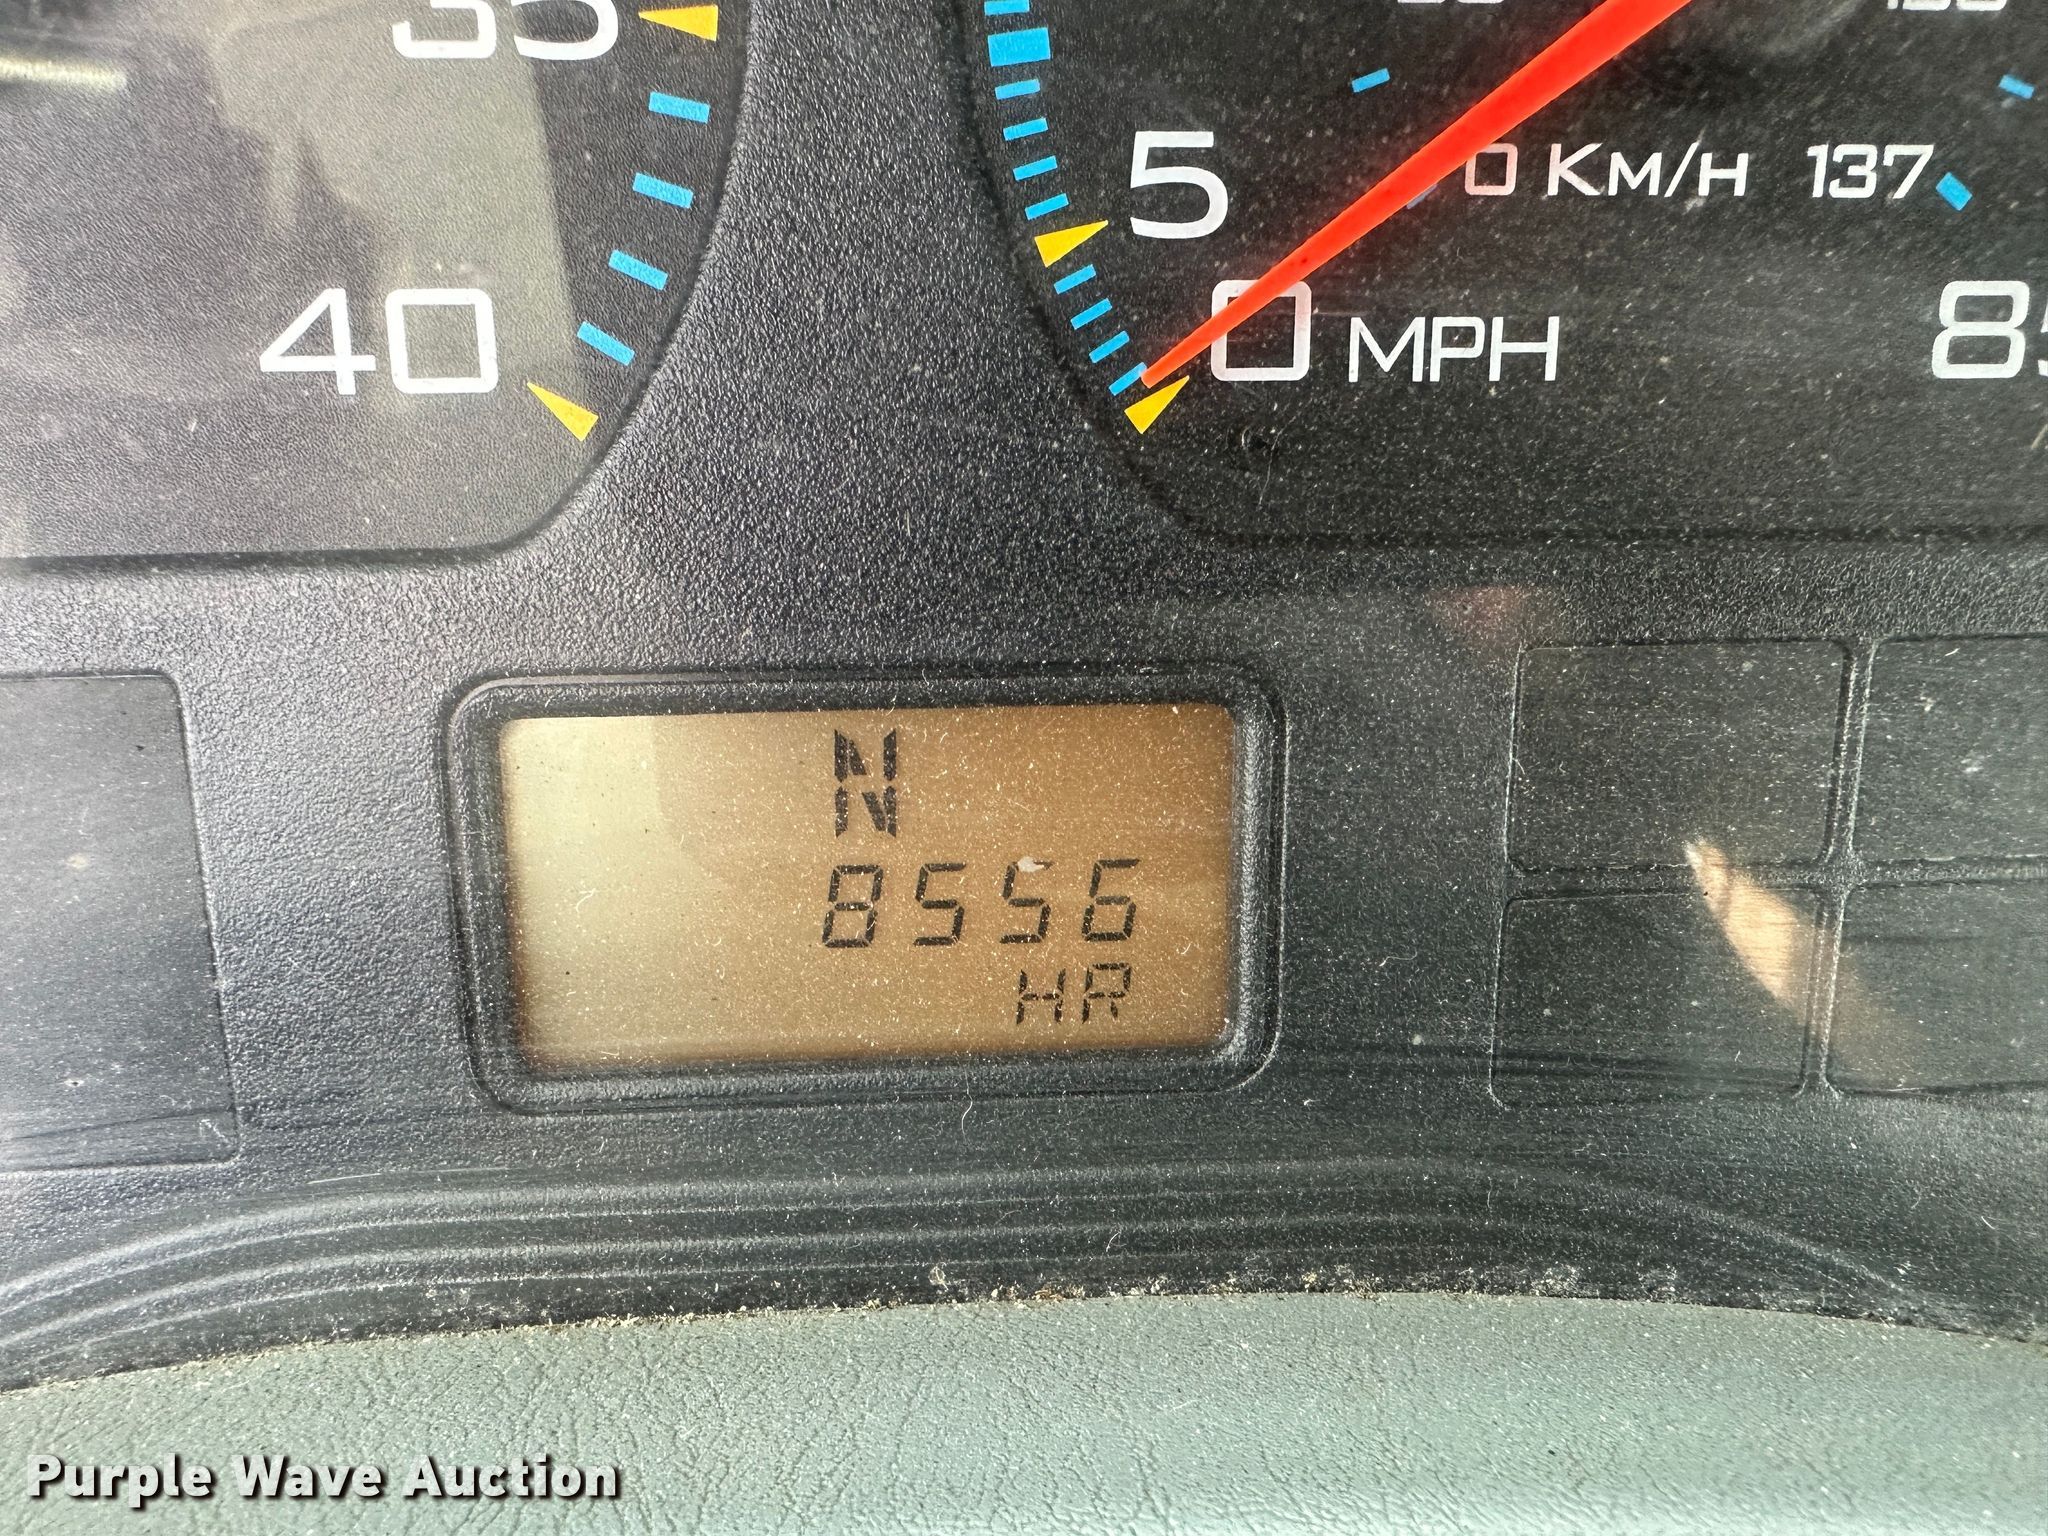 35
40
5
0 KM/H 137
0 MPH 85
N
8556
HR
Purple Wave Auction